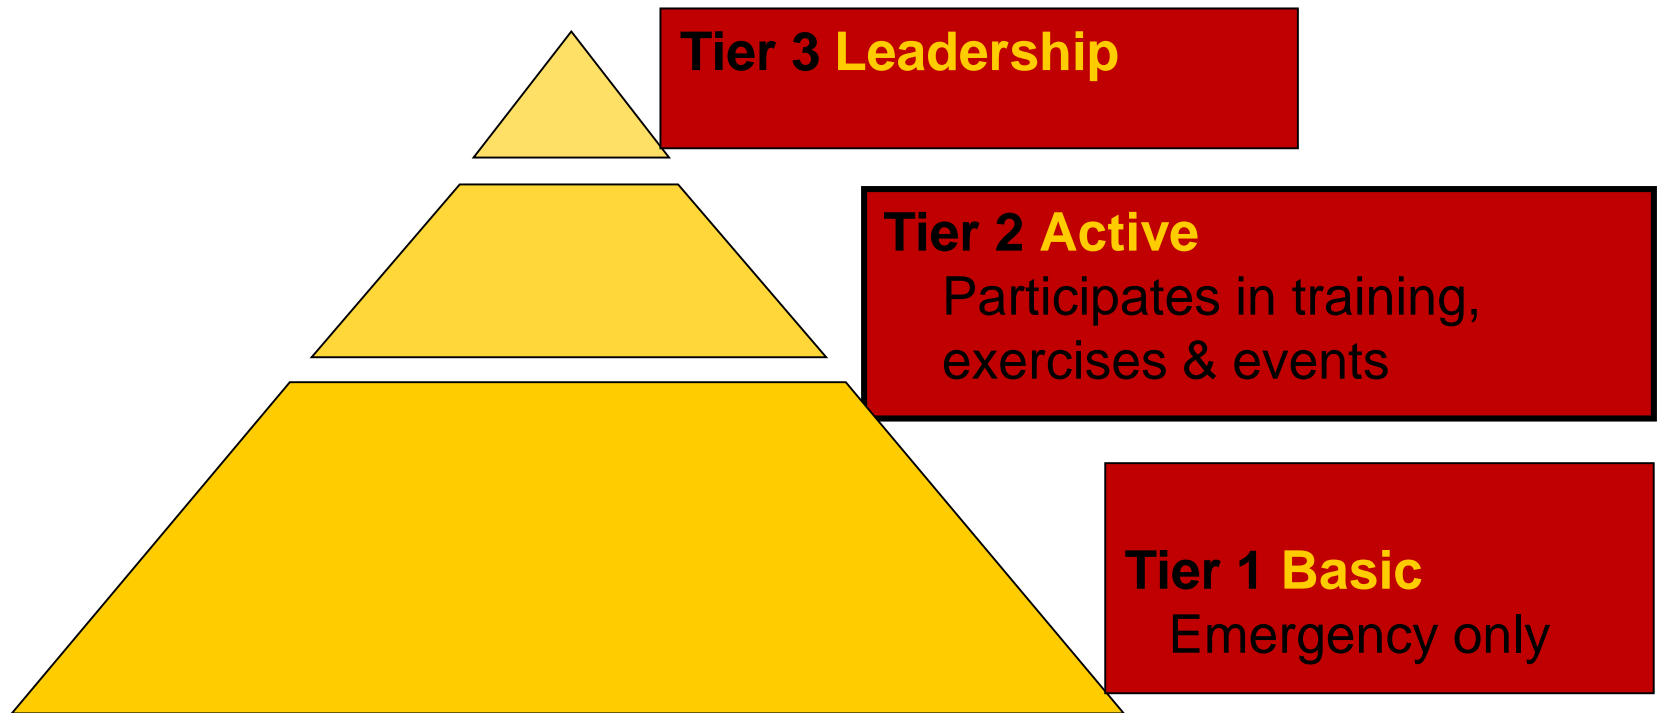 Tier 3 Leadership
Tier 2 Active
Participates in training,
exercises & events
Tier 1 Basic
Emergency only